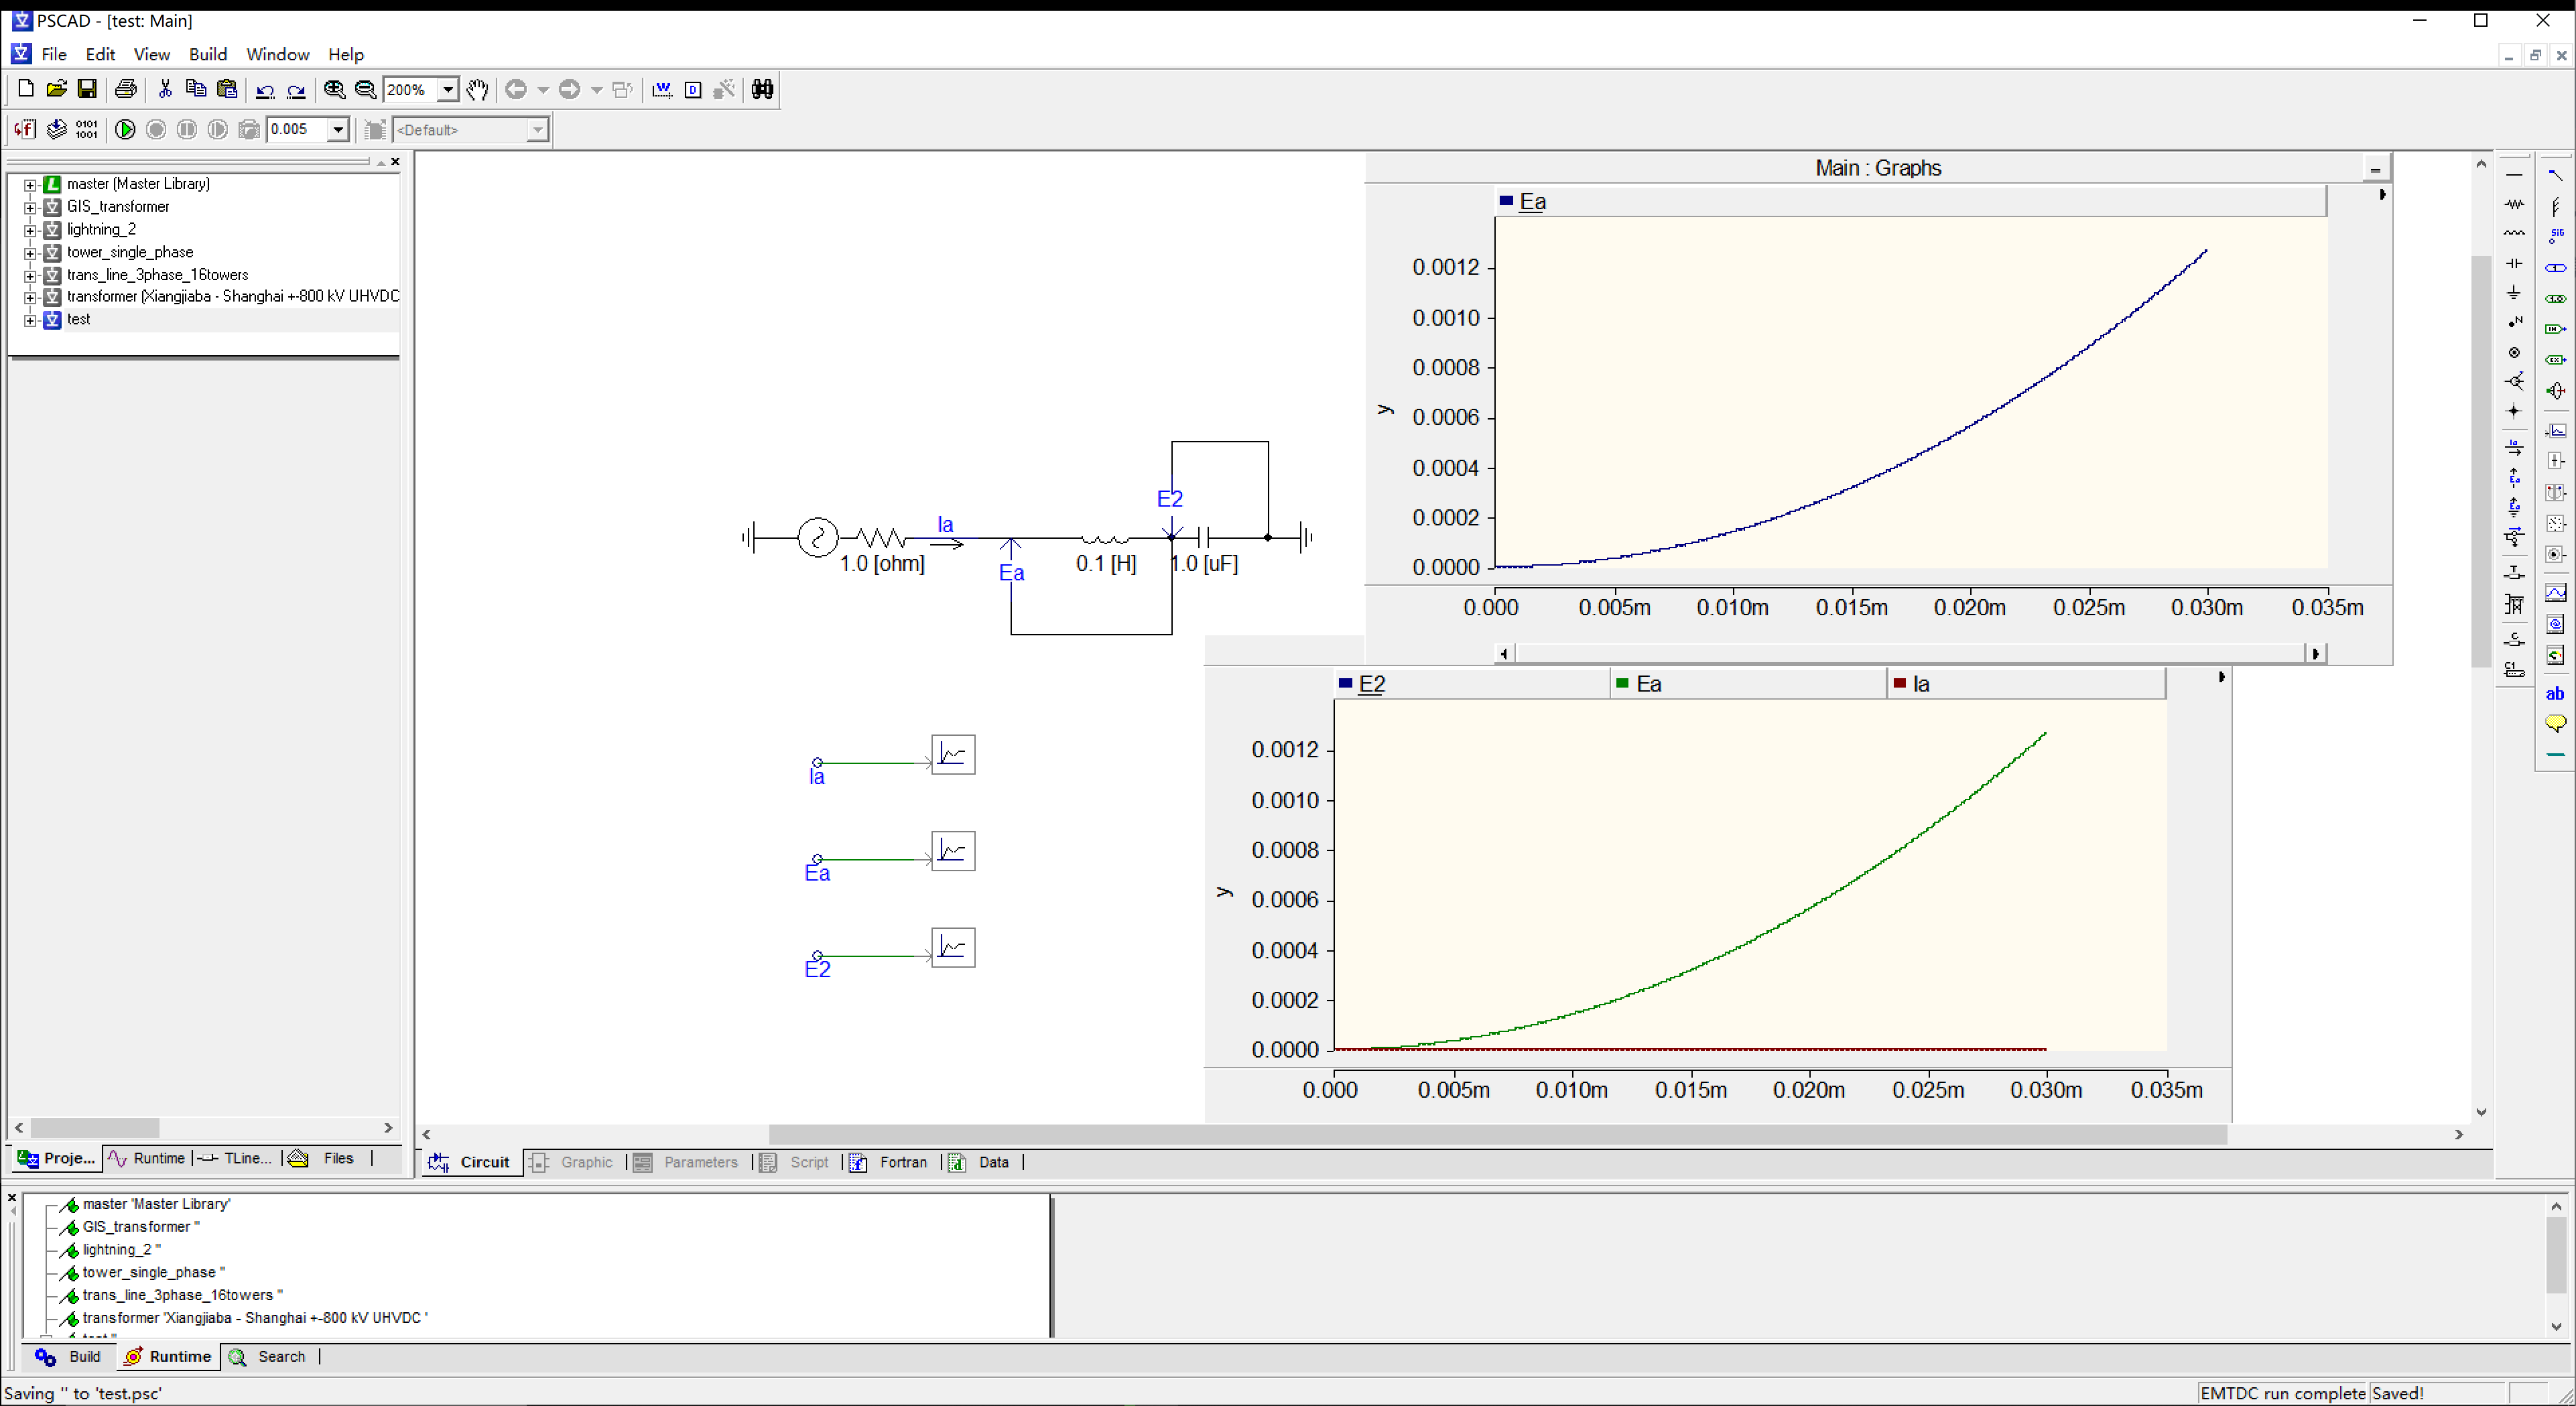 PSCAD - [test: Main]
File Edit View Build Window Help
200%
0.005 <Default>
master (Master Library)
GIS_transformer
lightning_2
tower_single_phase
trans_line_3phase_16towers
transformer (Xiangjiaba - Shanghai +-800 kV UHVDC
test
Proje... Runtime TLine... Files
Main : Graphs
Ea
y
0.0012
0.0010
0.0008
0.0006
0.0004
0.0002
0.0000
0.000 0.005m 0.010m 0.015m 0.020m 0.025m 0.030m 0.035m
E2
Ia
1.0 [ohm] Ea 0.1 [H] 1.0 [uF]
E2 Ea Ia
y
0.0012
0.0010
0.0008
0.0006
0.0004
0.0002
0.0000
0.000 0.005m 0.010m 0.015m 0.020m 0.025m 0.030m 0.035m
Ia
Ea
E2
Circuit Graphic Parameters Script Fortran Data
master 'Master Library'
GIS_transformer ''
lightning_2 ''
tower_single_phase ''
trans_line_3phase_16towers ''
transformer 'Xiangjiaba - Shanghai +-800 kV UHVDC '
Build Runtime Search
Saving '' to 'test.psc'
EMTDC run complete Saved!
ab